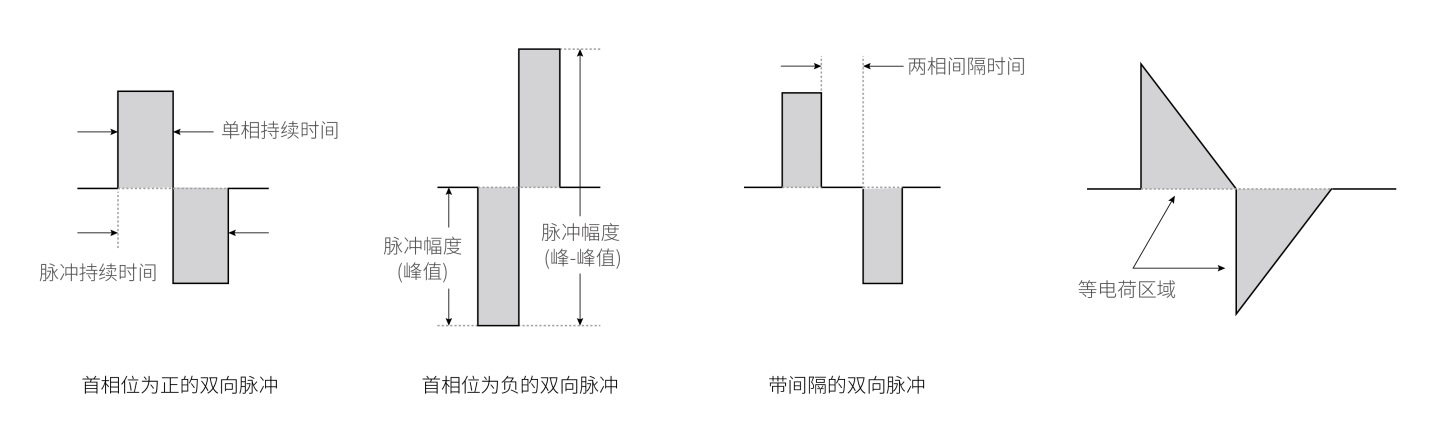 单相持续时间
脉冲持续时间
首相位为正的双向脉冲
脉冲幅度
(峰值)
脉冲幅度
(峰-峰值)
首相位为负的双向脉冲
两相间隔时间
带间隔的双向脉冲
等电荷区域